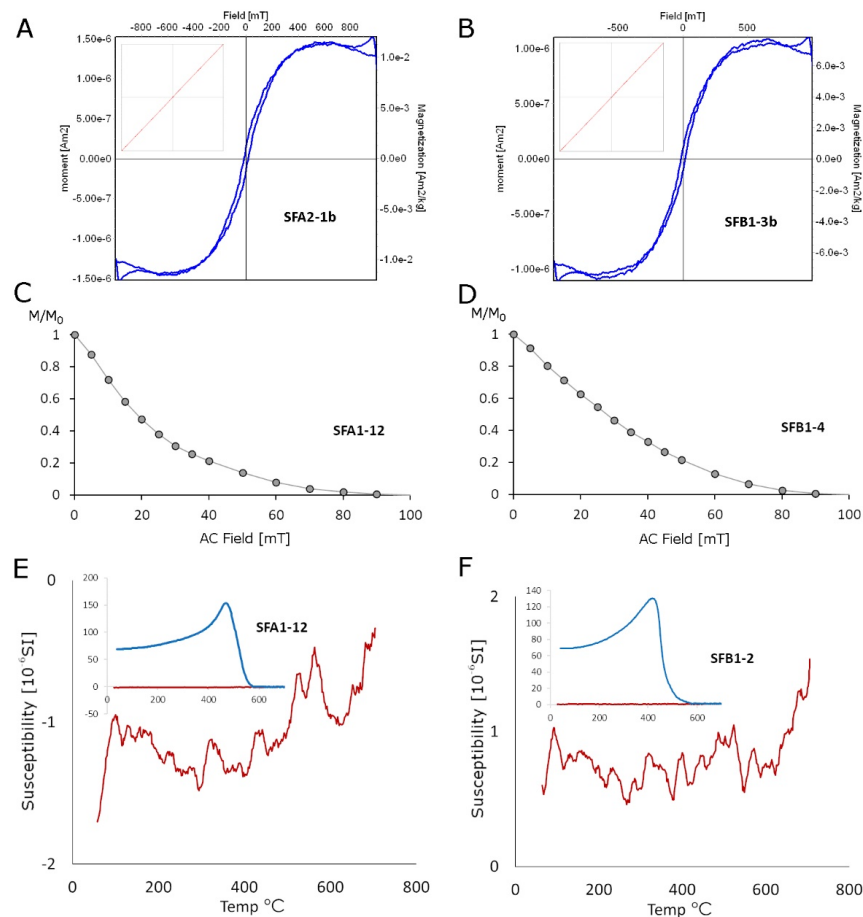 A
Field [mT]
-800 -600 -400 -200 0 200 400 600 800
1.50e-6
1.00e-6
5.00e-7
0.00e0
-5.00e-7
-1.00e-6
-1.50e-6
moment [Am2]
1.0e-2
5.0e-3
0.0e0
-5.0e-3
-1.0e-2
Magnetization [Am2/kg]
SFA2-1b
B
Field [mT]
-500 0 500
1.00e-6
5.00e-7
0.00e0
-5.00e-7
-1.00e-6
moment [Am2]
6.0e-3
4.0e-3
2.0e-3
0.0e0
-2.0e-3
-4.0e-3
-6.0e-3
Magnetization [Am2/kg]
SFB1-3b
C
M/M₀
1
0.8
0.6
0.4
0.2
0
0 20 40 60 80 100
AC Field [mT]
SFA1-12
D
M/M₀
1
0.8
0.6
0.4
0.2
0
0 20 40 60 80 100
AC Field [mT]
SFB1-4
E
0
-1
-2
Susceptibility [10⁻⁶SI]
200
150
100
50
0
-50
0 200 400 600
SFA1-12
0 200 400 600 800
Temp °C
F
2
1
0
Susceptibility [10⁻⁶SI]
140
120
100
80
60
40
20
0
0 200 400 600
SFB1-2
0 200 400 600 800
Temp °C